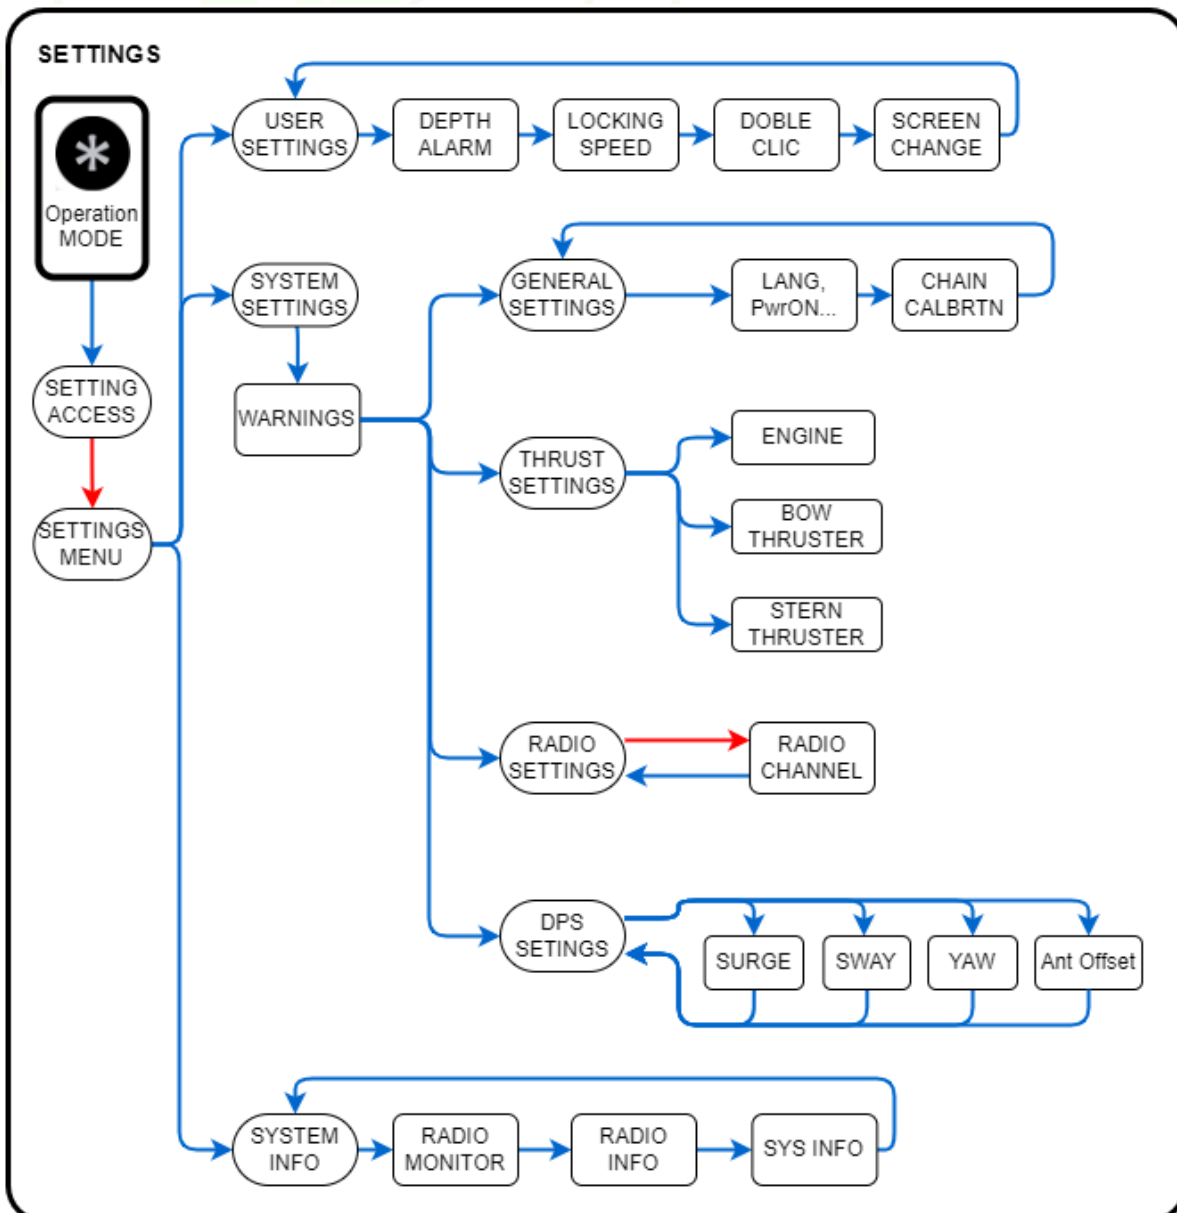 SETTINGS
*
Operation
MODE
SETTING
ACCESS
SETTINGS
MENU
USER
SETTINGS
DEPTH
ALARM
LOCKING
SPEED
DOBLE
CLIC
SCREEN
CHANGE
SYSTEM
SETTINGS
WARNINGS
GENERAL
SETTINGS
LANG,
PwrON...
CHAIN
CALBRTN
THRUST
SETTINGS
ENGINE
BOW
THRUSTER
STERN
THRUSTER
RADIO
SETTINGS
RADIO
CHANNEL
DPS
SETINGS
SURGE
SWAY
YAW
Ant Offset
SYSTEM
INFO
RADIO
MONITOR
RADIO
INFO
SYS INFO